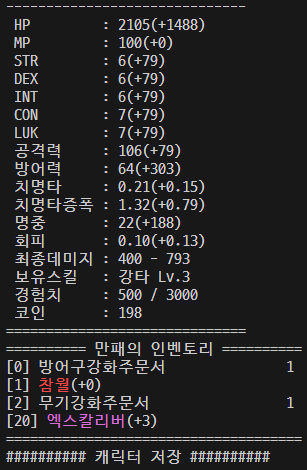 ------------------------------
HP : 2105(+1488)
MP : 100(+0)
STR : 6(+79)
DEX : 6(+79)
INT : 6(+79)
CON : 7(+79)
LUK : 7(+79)
공격력 : 106(+79)
방어력 : 64(+303)
치명타 : 0.21(+0.15)
치명타증폭 : 1.32(+0.79)
명중 : 22(+188)
회피 : 0.10(+0.13)
최종데미지 : 400 - 793
보유스킬 : 강타 Lv.3
경험치 : 500 / 3000
코인 : 198
==============================
========== 만패의 인벤토리 ==========
[0] 방어구강화주문서 1
[1] 참월(+0)
[2] 무기강화주문서 1
[20] 엑스칼리버(+3)
=====================================
########## 캐릭터 저장 ##########